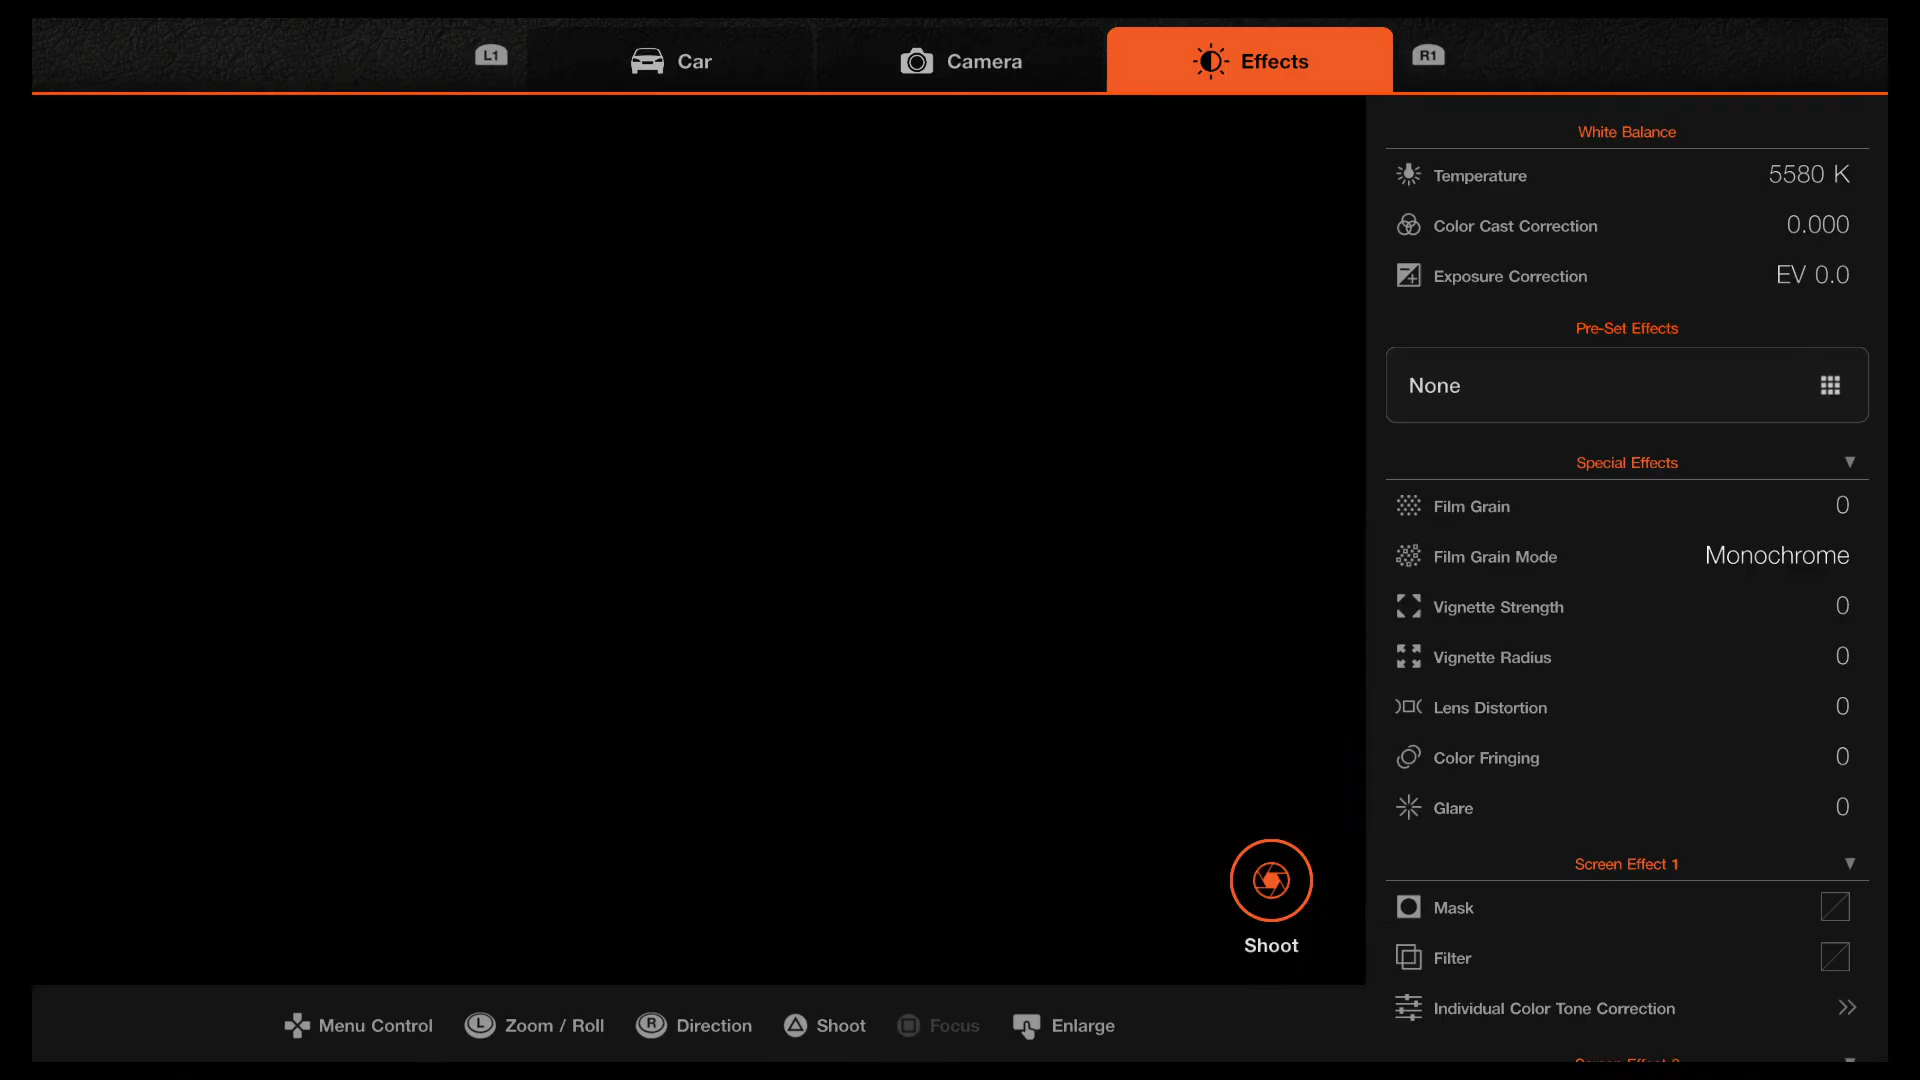 L1
Car
Camera
Effects
R1
White Balance
Temperature 5580 K
Color Cast Correction 0.000
Exposure Correction EV 0.0
Pre-Set Effects
None
Special Effects
Film Grain 0
Film Grain Mode Monochrome
Vignette Strength 0
Vignette Radius 0
Lens Distortion 0
Color Fringing 0
Glare 0
Screen Effect 1
Mask
Filter
Individual Color Tone Correction
Shoot
Menu Control
L Zoom / Roll
R Direction
Shoot
Focus
Enlarge